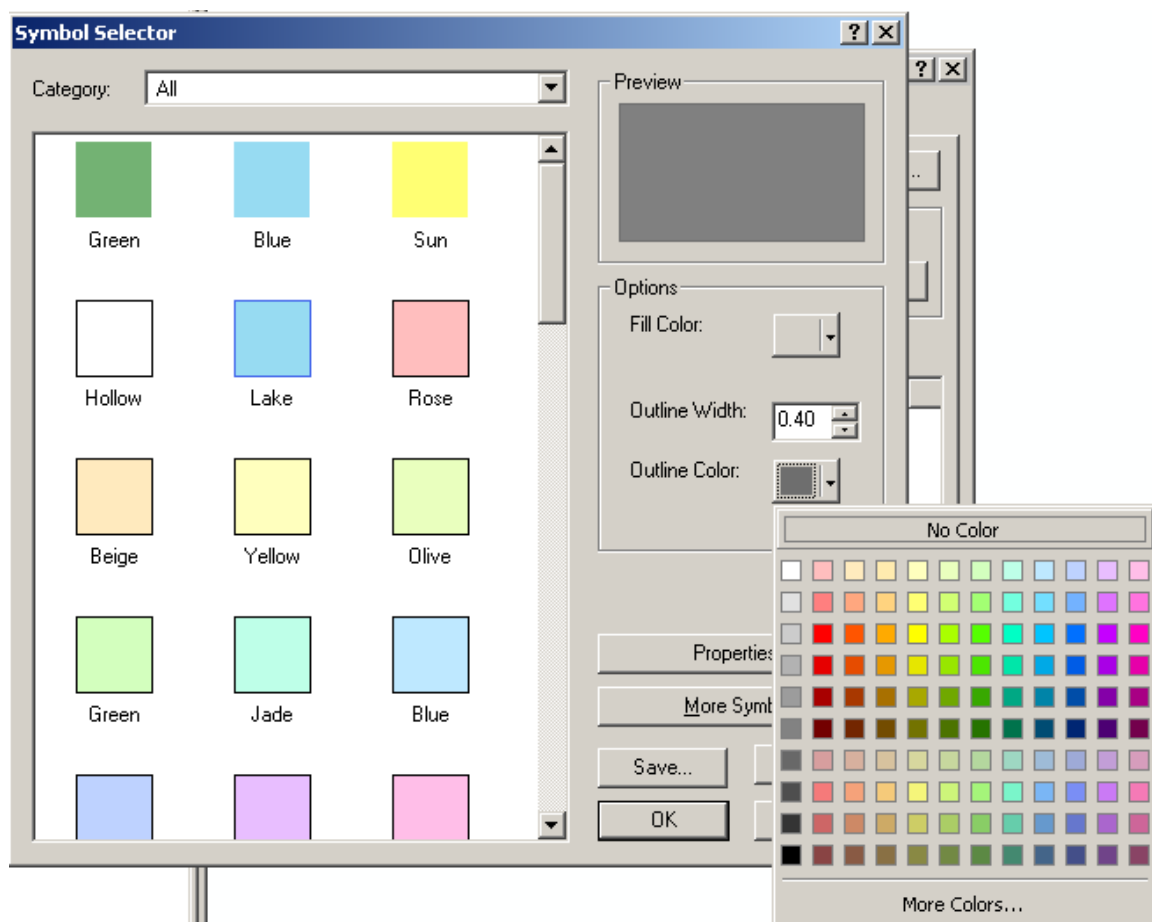 Symbol Selector
Category: All
Preview
Green Blue Sun
Options
Fill Color:
Hollow Lake Rose
Outline Width: 0.40
Outline Color:
No Color
Beige Yellow Olive
Properties
More Symb
Green Jade Blue
Save...
OK
More Colors...
..